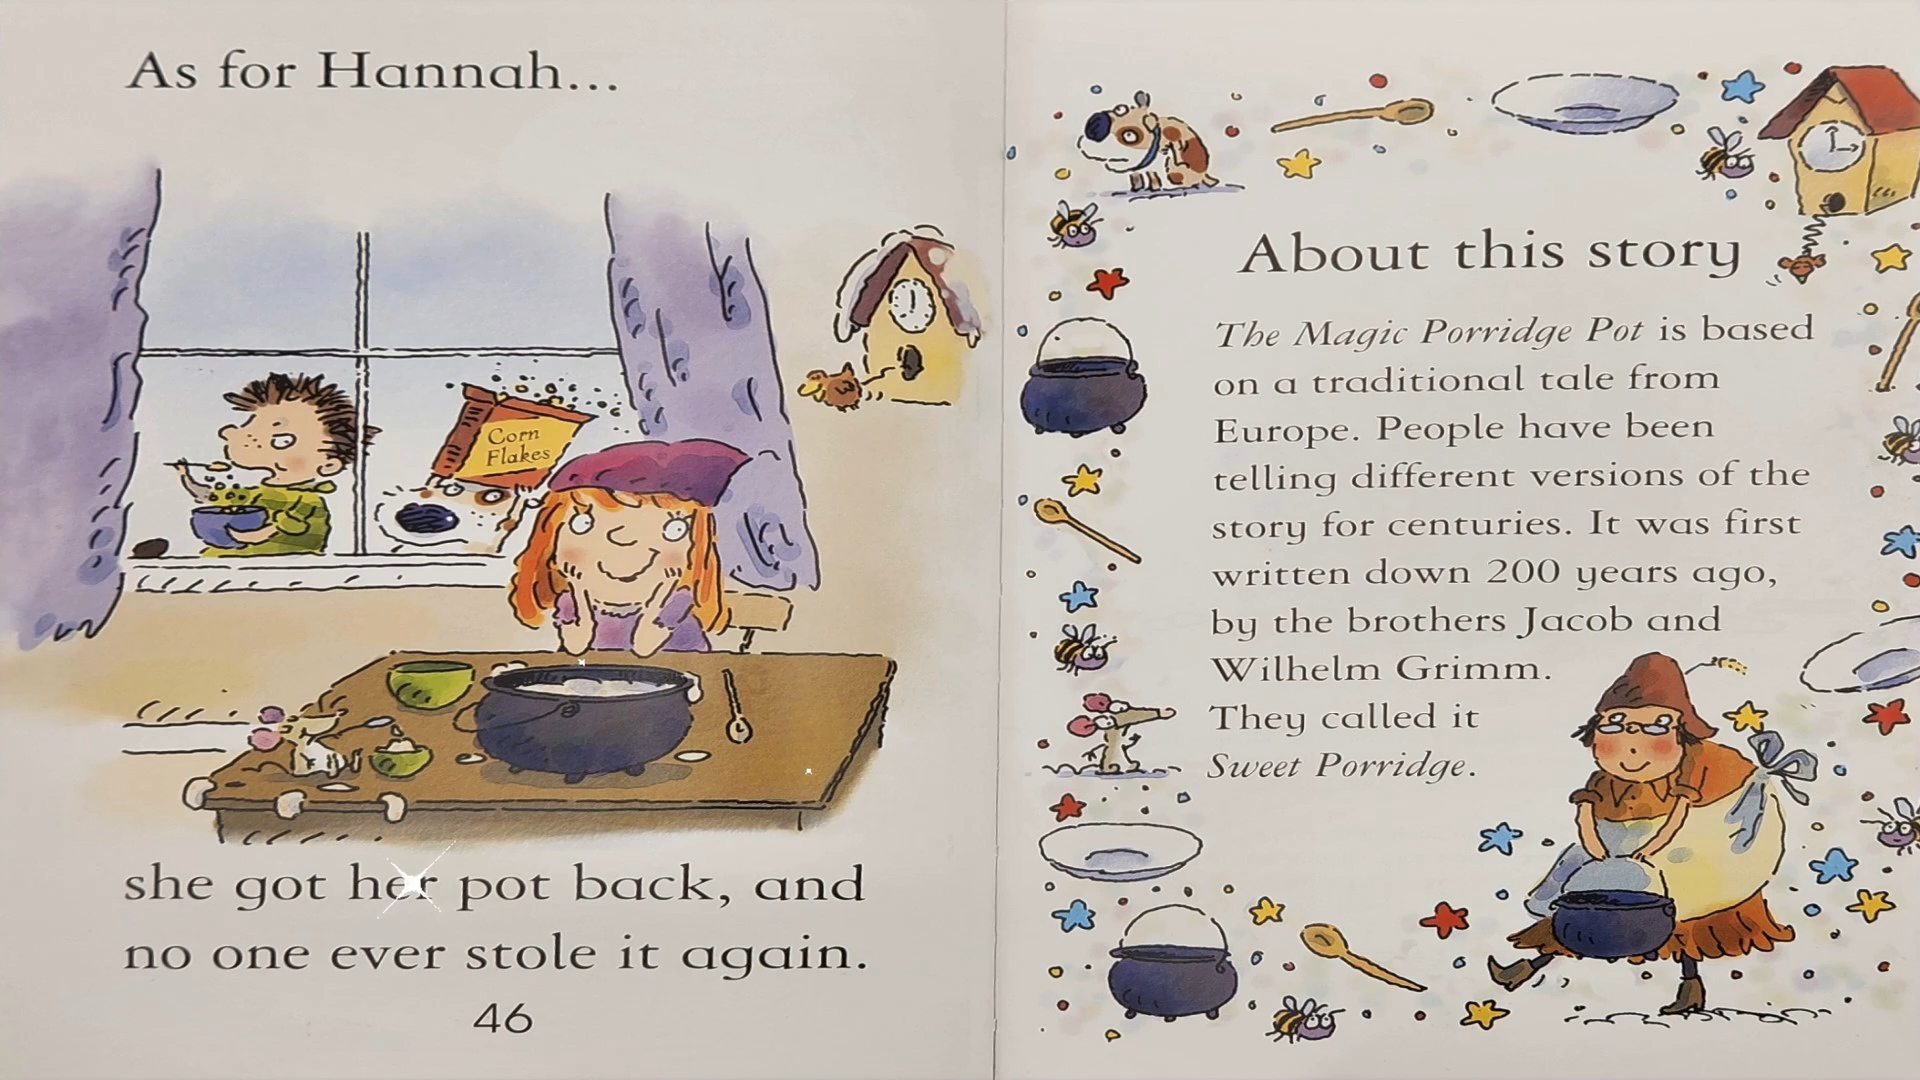 As for Hannah...
Corn
Flakes
she got her pot back, and
no one ever stole it again.
46
About this story
The Magic Porridge Pot is based
on a traditional tale from
Europe. People have been
telling different versions of the
story for centuries. It was first
written down 200 years ago,
by the brothers Jacob and
Wilhelm Grimm.
They called it
Sweet Porridge.